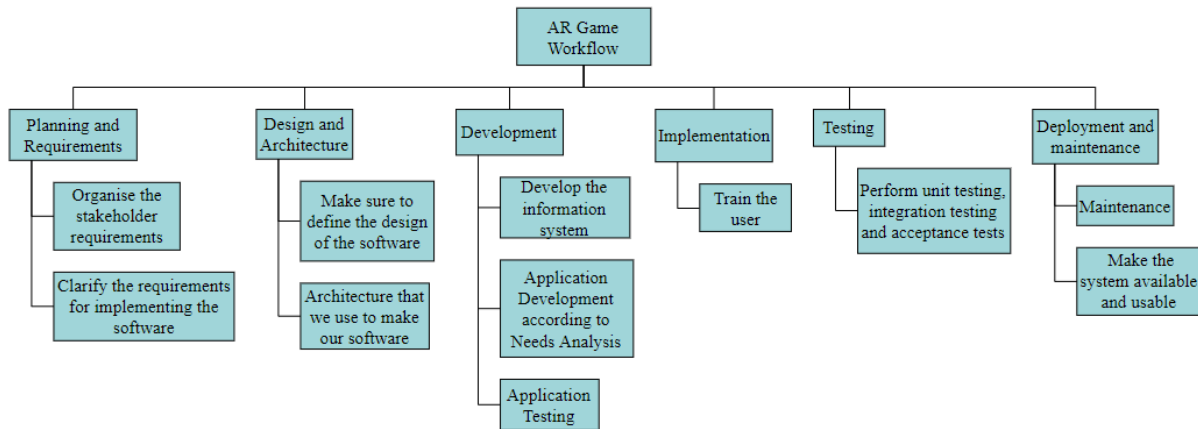 AR Game
Workflow
Planning and
Requirements
Organise the
stakeholder
requirements
Clarify the requirements
for implementing the
software
Design and
Architecture
Make sure to
define the design
of the software
Architecture that
we use to make
our software
Development
Develop the
information
system
Application
Development
according to
Needs Analysis
Application
Testing
Implementation
Train the
user
Testing
Perform unit testing,
integration testing
and acceptance tests
Deployment and
maintenance
Maintenance
Make the
system available
and usable